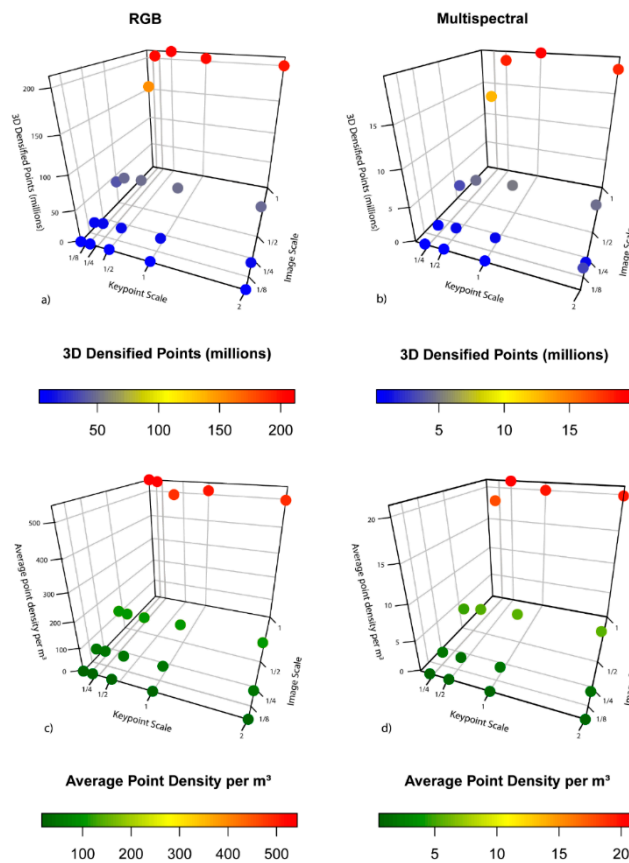 RGB
Multispectral
3D Densified Points (millions)
200
150
100
50
0
1/8
1/4
1/2
1
2
Keypoint Scale
1
1/2
1/4
1/8
Image Scale
a)
3D Densified Points (millions)
15
10
5
0
1/4
1/2
1
2
Keypoint Scale
1
1/2
1/4
1/8
Image Scale
b)
3D Densified Points (millions)
50 100 150 200
3D Densified Points (millions)
5 10 15
Average point density per m³
500
400
300
200
100
0
1/4
1/2
1
2
Keypoint Scale
1
1/2
1/4
1/8
Image Scale
c)
Average point density per m³
20
15
10
5
0
1/4
1/2
1
2
Keypoint Scale
1
1/2
1/4
1/8
Image Scale
d)
Average Point Density per m³
100 200 300 400 500
Average Point Density per m³
5 10 15 20